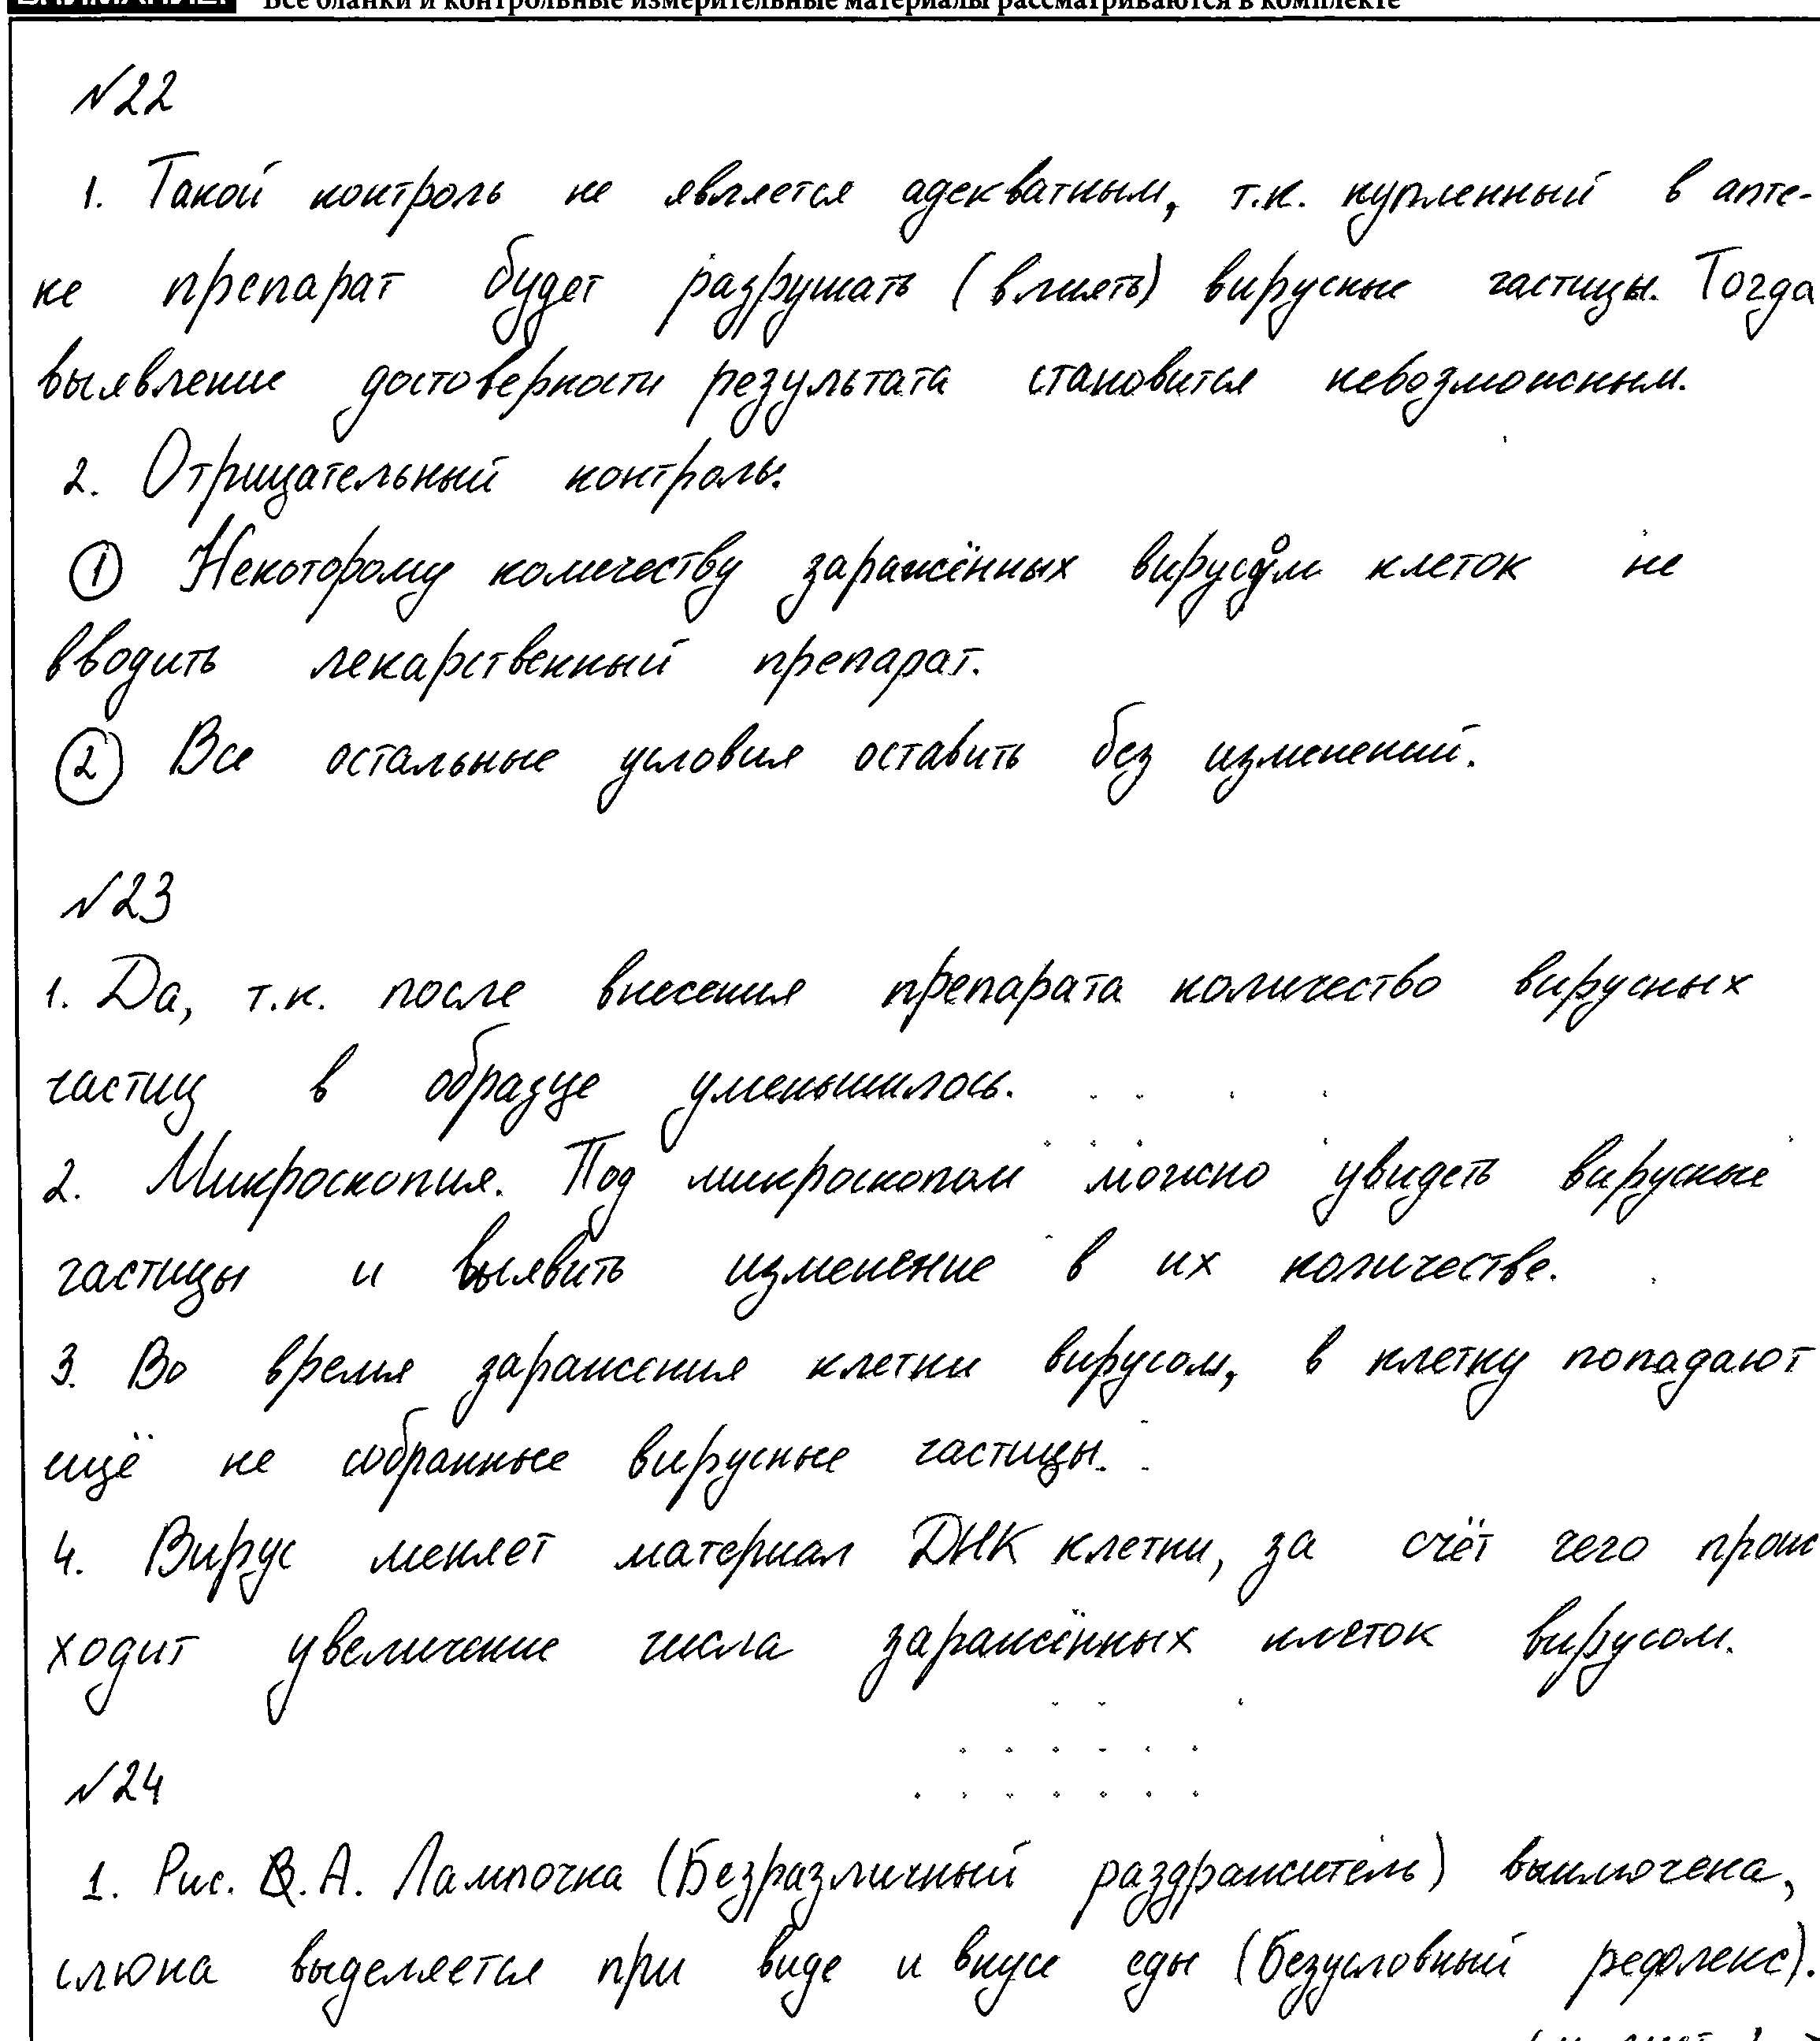 Все бланки и контрольные измерительные материалы рассматриваются в комплекте
№22
1. Такой контроль не является адекватным, т.к. купленный в апте-
ке препарат будет разрушать (влиять) вирусные частицы. Тогда
выявление достоверности результата становится невозможным.
2. Отрицательный контроль:
① Некоторому количеству заражённых вирусом клеток не
вводить лекарственный препарат.
② Все остальные условия оставить без изменений.
№23
1. Да, т.к. после внесения препарата количество вирусных
частиц в образце уменьшилось.
2. Микроскопия. Под микроскопом можно увидеть вирусные
частицы и выявить изменение в их количестве.
3. Во время заражения клетки вирусом, в клетку попадают
ещё не собранные вирусные частицы.
4. Вирус меняет материал ДНК клетки, за счёт чего проис
ходит увеличение числа заражённых клеток вирусом.
№24
1. Рис. А. Лампочка (Безразличный раздражитель) выключена,
слюна выделяется при виде и вкусе еды (безусловный рефлекс).